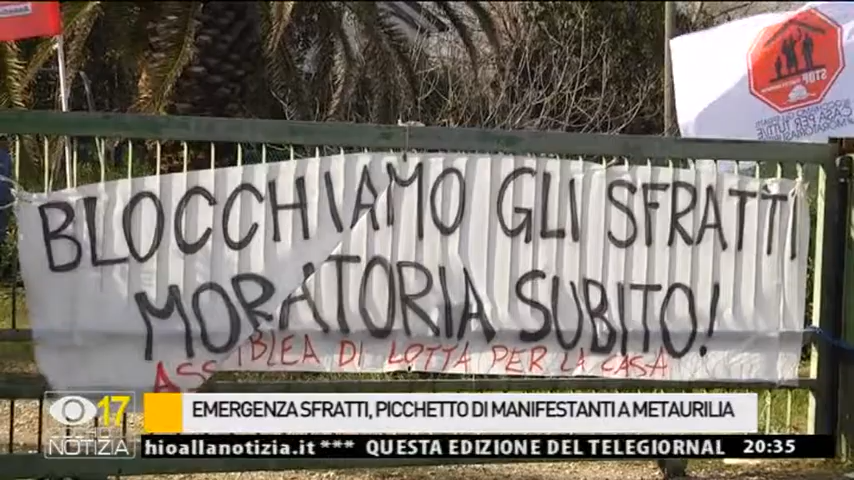 STOP
BLOCCHIAMO GLI SFRATTI
MORATORIA SUBITO!
ASSEMBLEA DI LOTTA PER LA CASA
17
NOTIZIA
EMERGENZA SFRATTI, PICCHETTO DI MANIFESTANTI A METAURILIA
hioallanotizia.it *** QUESTA EDIZIONE DEL TELEGIORNAL 20:35